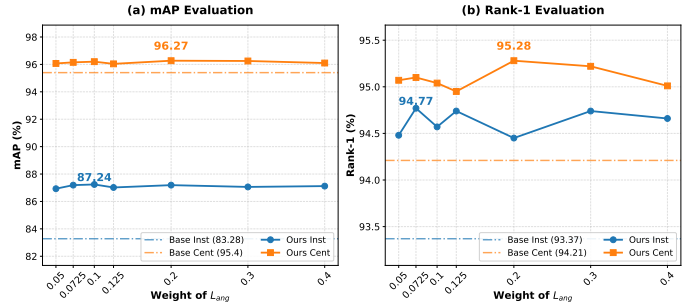 (a) mAP Evaluation
mAP (%)
98
96
94
92
90
88
86
84
82
96.27
87.24
Base Inst (83.28)
Base Cent (95.4)
Ours Inst
Ours Cent
0.05
0.0725
0.1
0.125
0.2
0.3
0.4
Weight of L_ang
(b) Rank-1 Evaluation
Rank-1 (%)
95.5
95.0
94.5
94.0
93.5
95.28
94.77
Base Inst (93.37)
Base Cent (94.21)
Ours Inst
Ours Cent
0.05
0.0725
0.1
0.125
0.2
0.3
0.4
Weight of L_ang